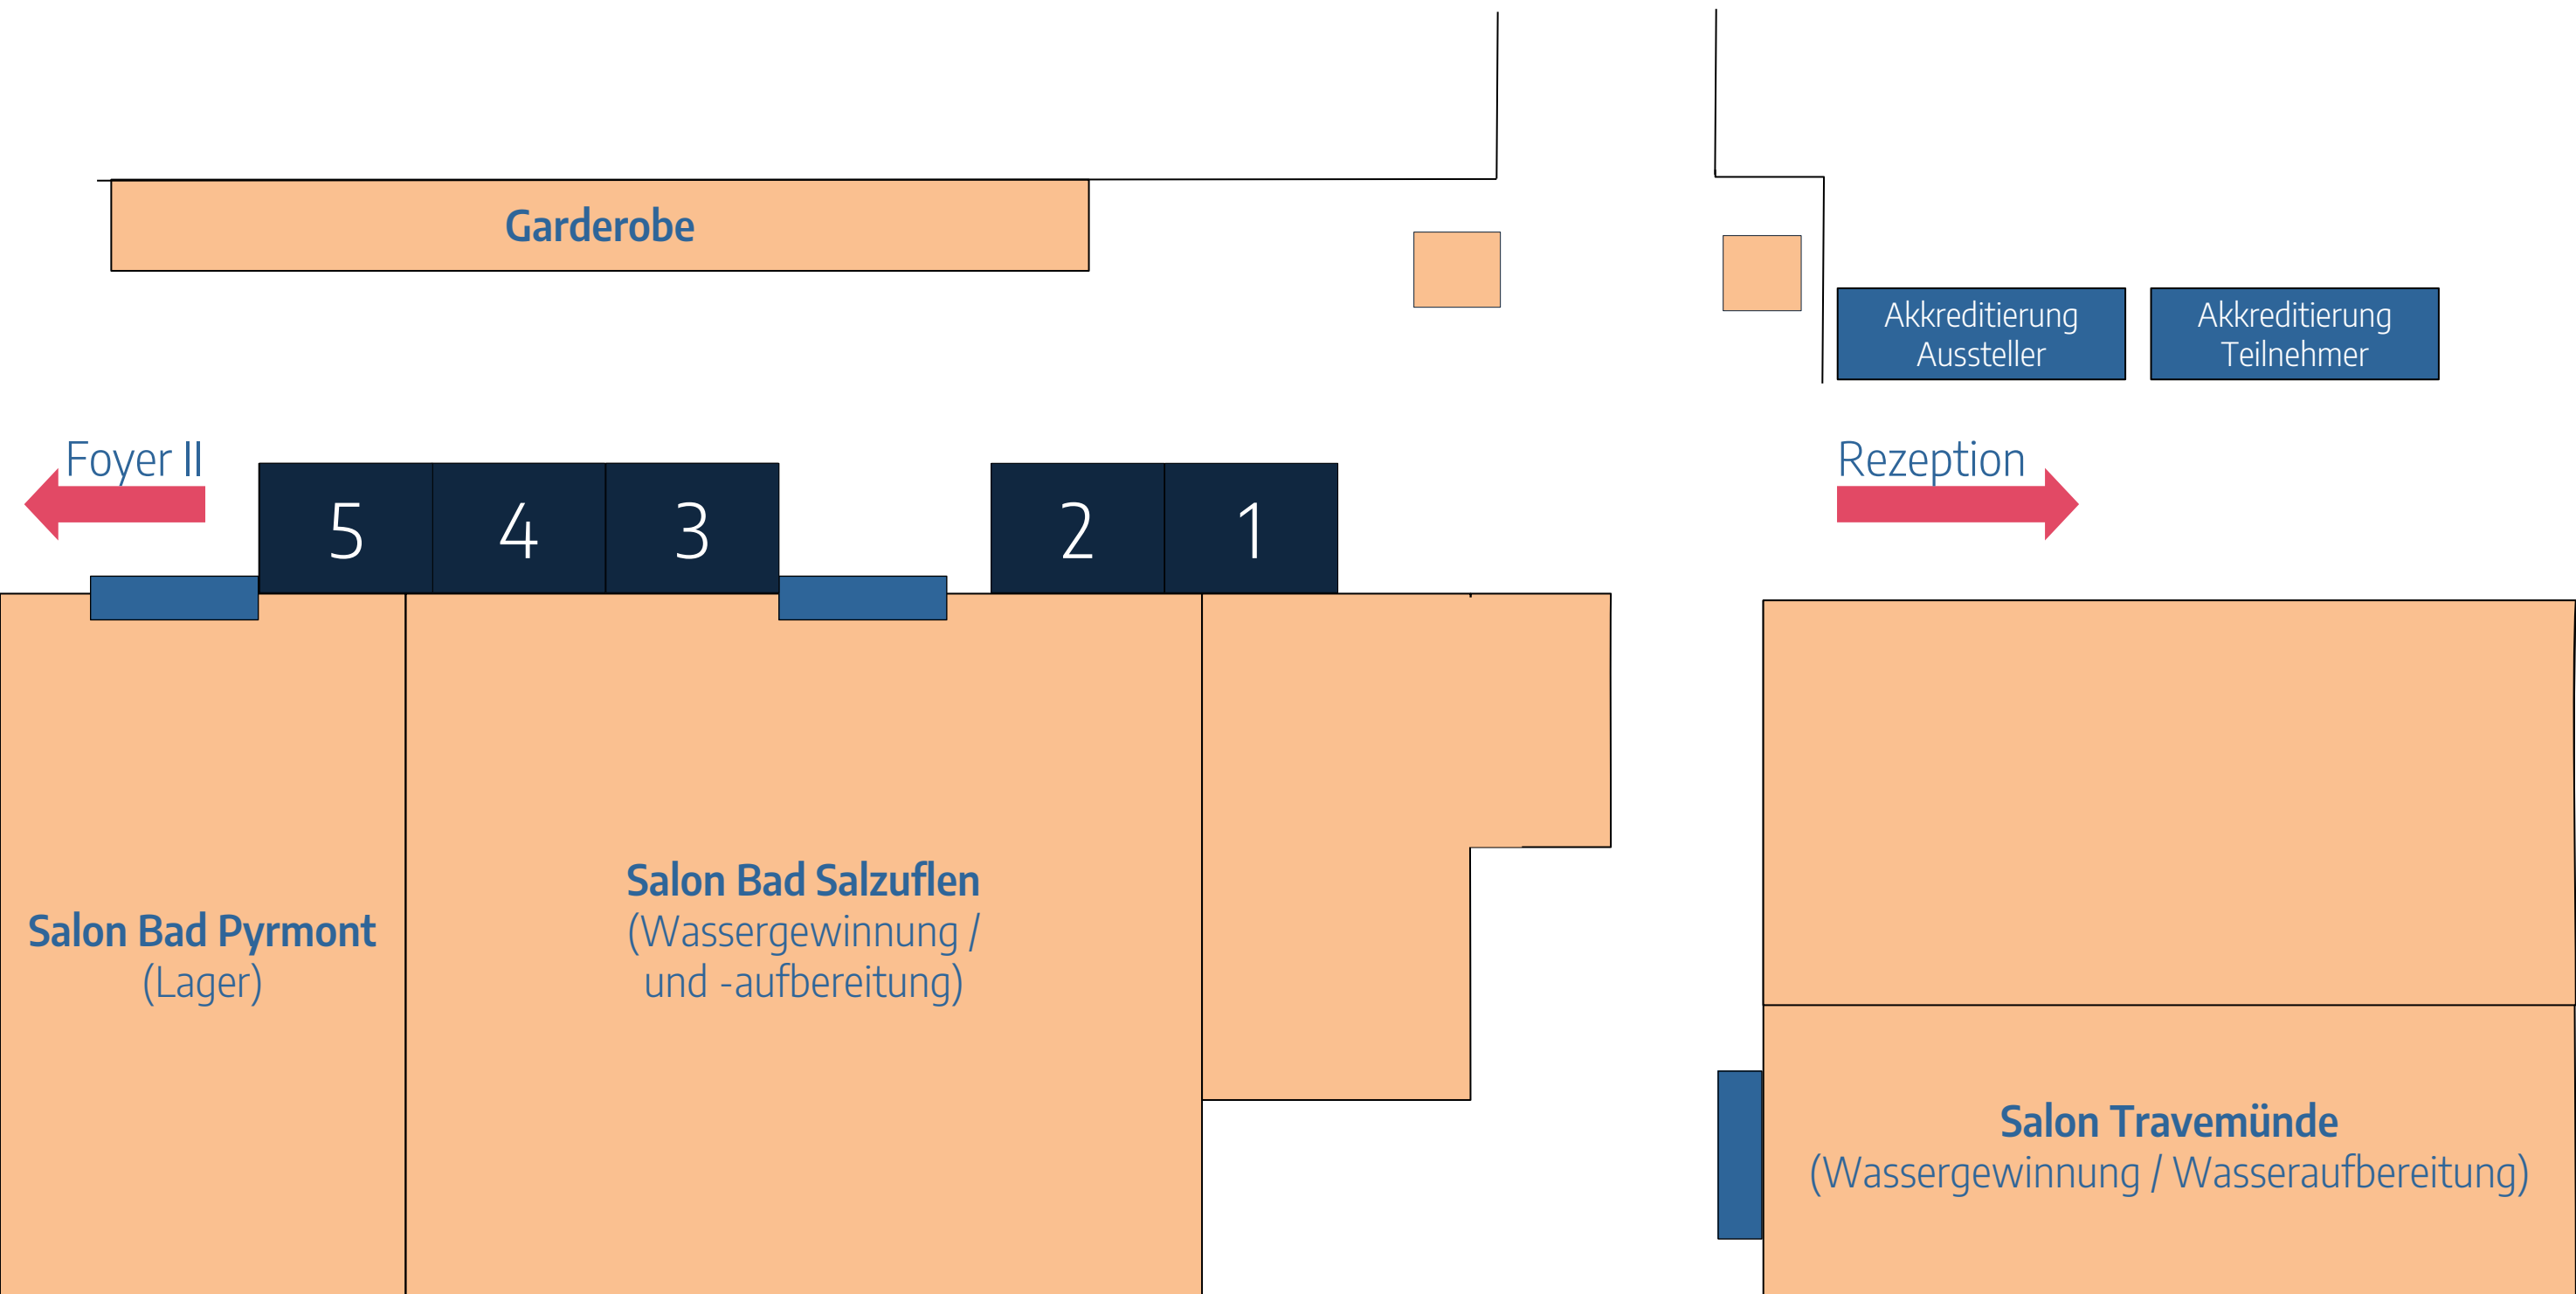 Garderobe
Akkreditierung
Aussteller
Akkreditierung
Teilnehmer
Foyer II
Rezeption
5
4
3
2
1
Salon Bad Pyrmont
(Lager)
Salon Bad Salzuflen
(Wassergewinnung /
und -aufbereitung)
Salon Travemünde
(Wassergewinnung / Wasseraufbereitung)